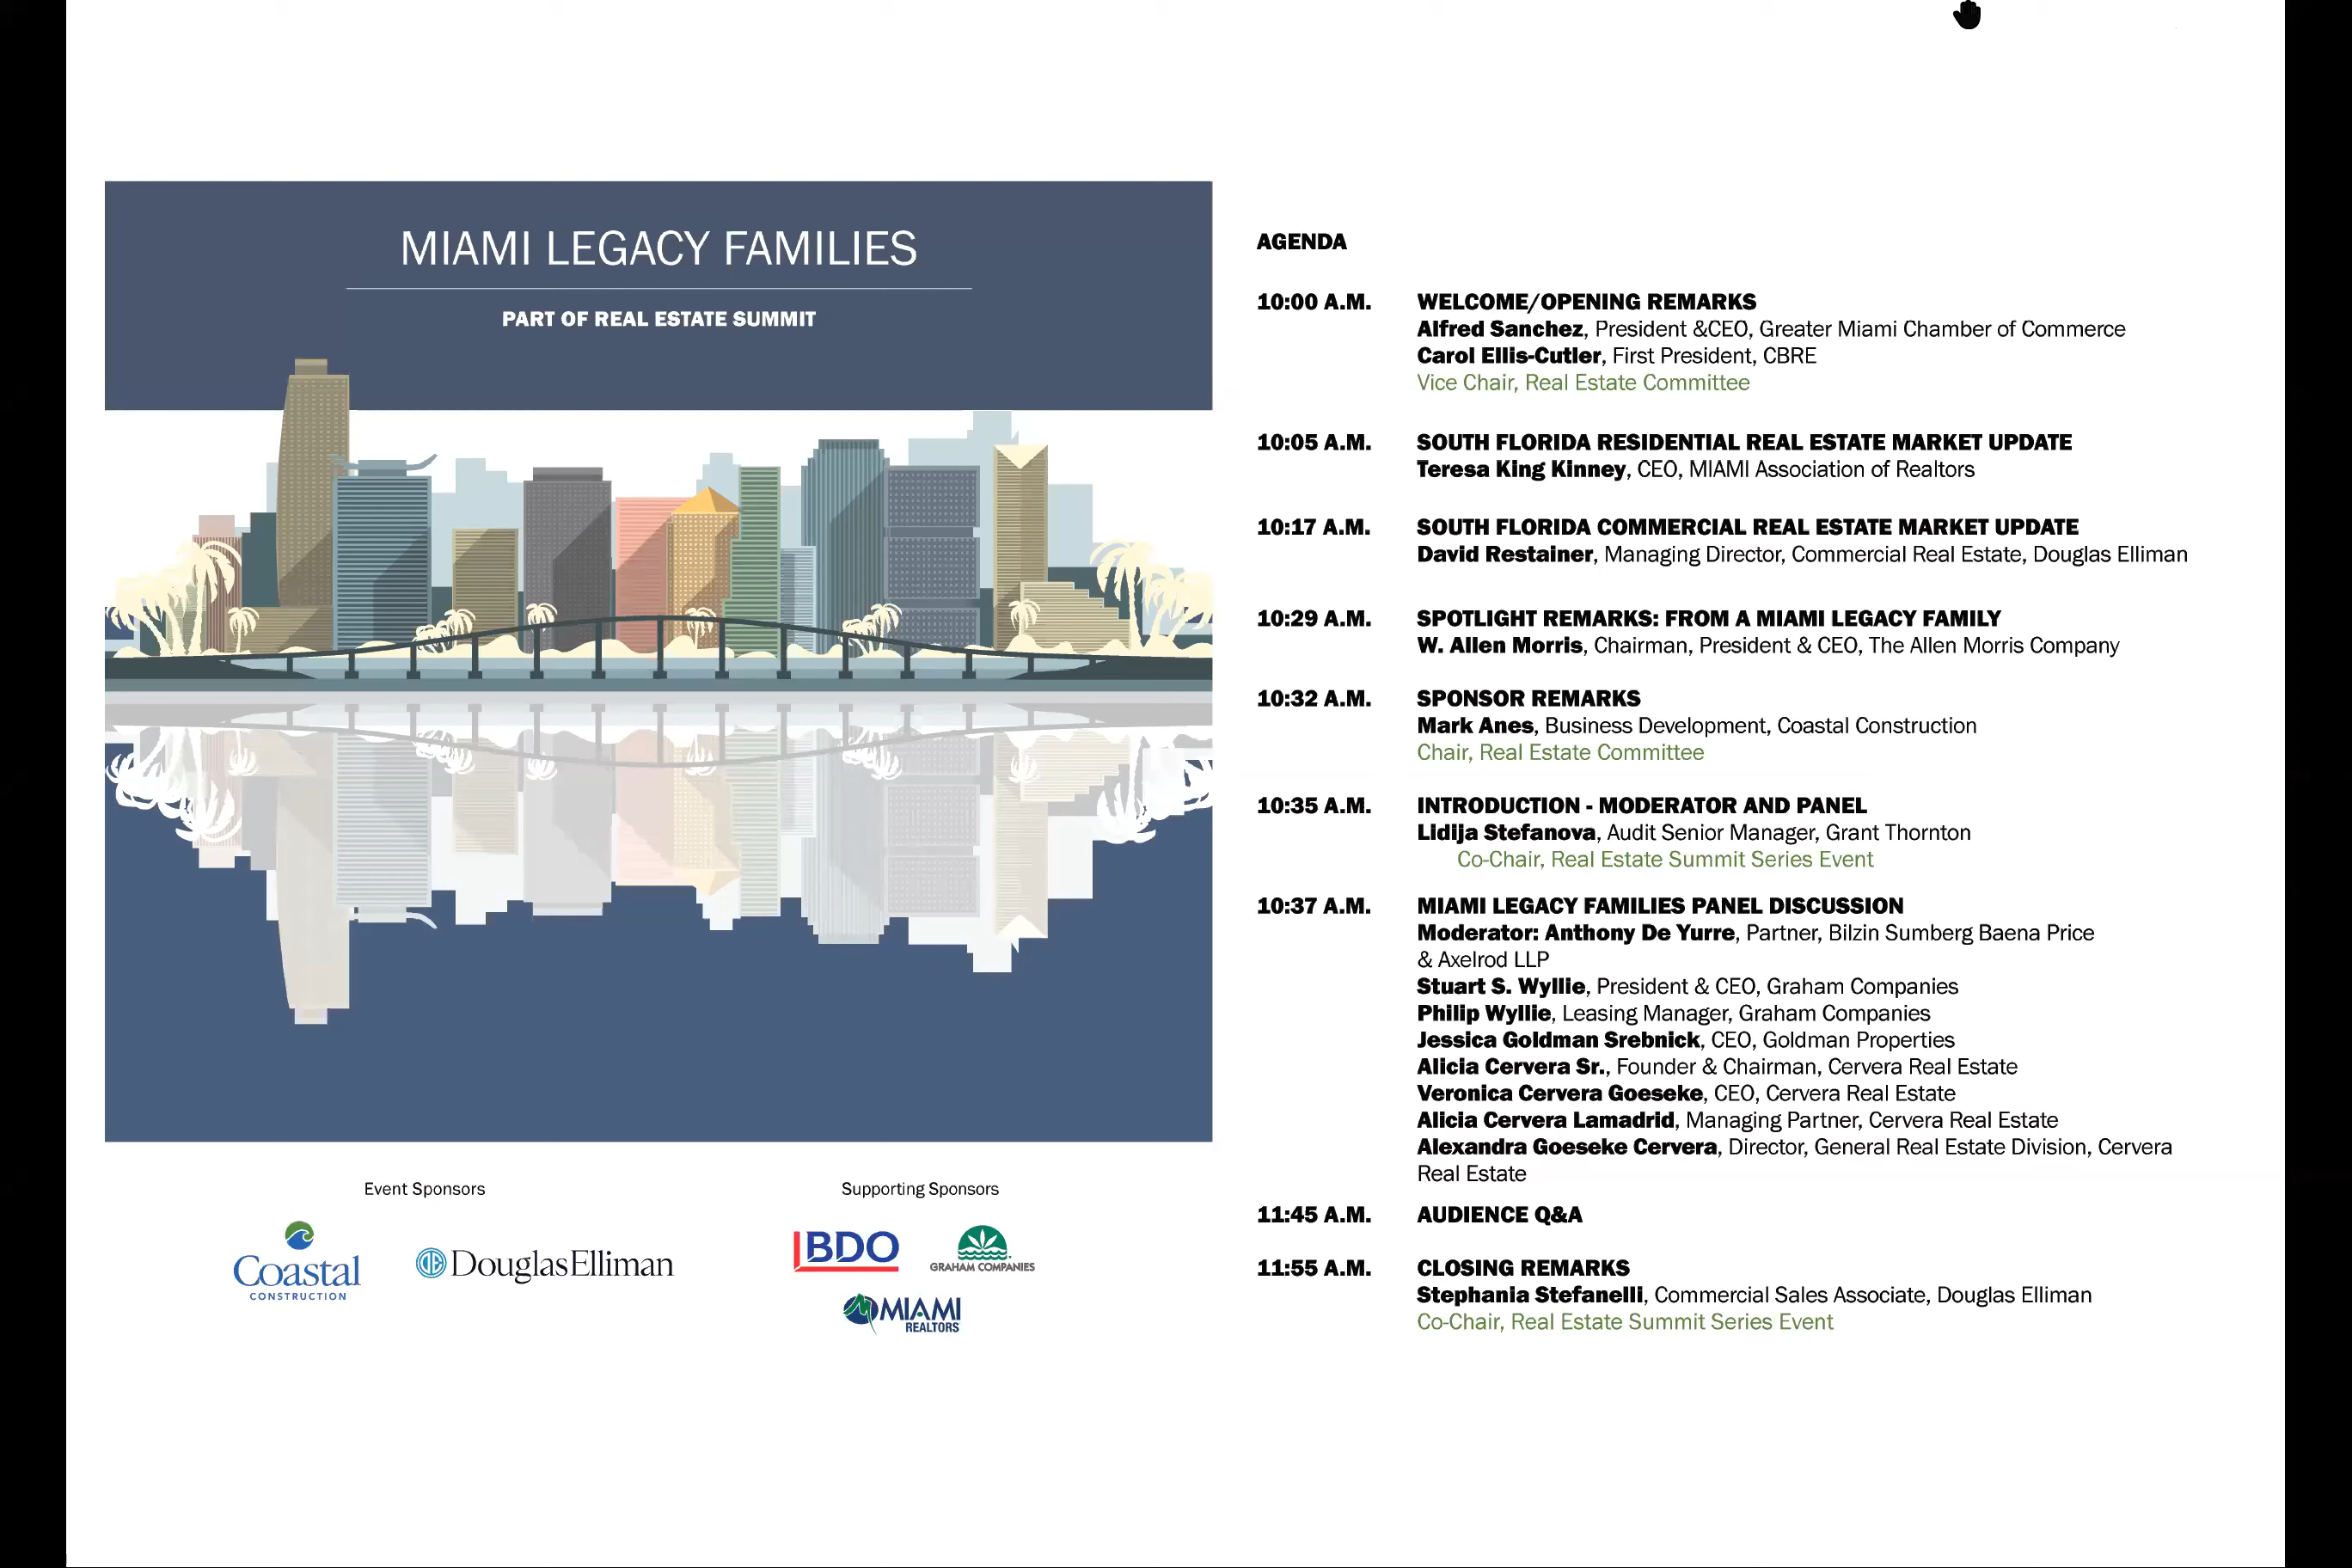 MIAMI LEGACY FAMILIES
PART OF REAL ESTATE SUMMIT
Event Sponsors
Coastal
CONSTRUCTION
DE DouglasElliman
Supporting Sponsors
BDO
GRAHAM COMPANIES
MIAMI
REALTORS
AGENDA
10:00 A.M. WELCOME/OPENING REMARKS
Alfred Sanchez, President &CEO, Greater Miami Chamber of Commerce
Carol Ellis-Cutler, First President, CBRE
Vice Chair, Real Estate Committee
10:05 A.M. SOUTH FLORIDA RESIDENTIAL REAL ESTATE MARKET UPDATE
Teresa King Kinney, CEO, MIAMI Association of Realtors
10:17 A.M. SOUTH FLORIDA COMMERCIAL REAL ESTATE MARKET UPDATE
David Restainer, Managing Director, Commercial Real Estate, Douglas Elliman
10:29 A.M. SPOTLIGHT REMARKS: FROM A MIAMI LEGACY FAMILY
W. Allen Morris, Chairman, President & CEO, The Allen Morris Company
10:32 A.M. SPONSOR REMARKS
Mark Anes, Business Development, Coastal Construction
Chair, Real Estate Committee
10:35 A.M. INTRODUCTION - MODERATOR AND PANEL
Lidija Stefanova, Audit Senior Manager, Grant Thornton
Co-Chair, Real Estate Summit Series Event
10:37 A.M. MIAMI LEGACY FAMILIES PANEL DISCUSSION
Moderator: Anthony De Yurre, Partner, Bilzin Sumberg Baena Price
& Axelrod LLP
Stuart S. Wyllie, President & CEO, Graham Companies
Philip Wyllie, Leasing Manager, Graham Companies
Jessica Goldman Srebnick, CEO, Goldman Properties
Alicia Cervera Sr., Founder & Chairman, Cervera Real Estate
Veronica Cervera Goeseke, CEO, Cervera Real Estate
Alicia Cervera Lamadrid, Managing Partner, Cervera Real Estate
Alexandra Goeseke Cervera, Director, General Real Estate Division, Cervera
Real Estate
11:45 A.M. AUDIENCE Q&A
11:55 A.M. CLOSING REMARKS
Stephania Stefanelli, Commercial Sales Associate, Douglas Elliman
Co-Chair, Real Estate Summit Series Event